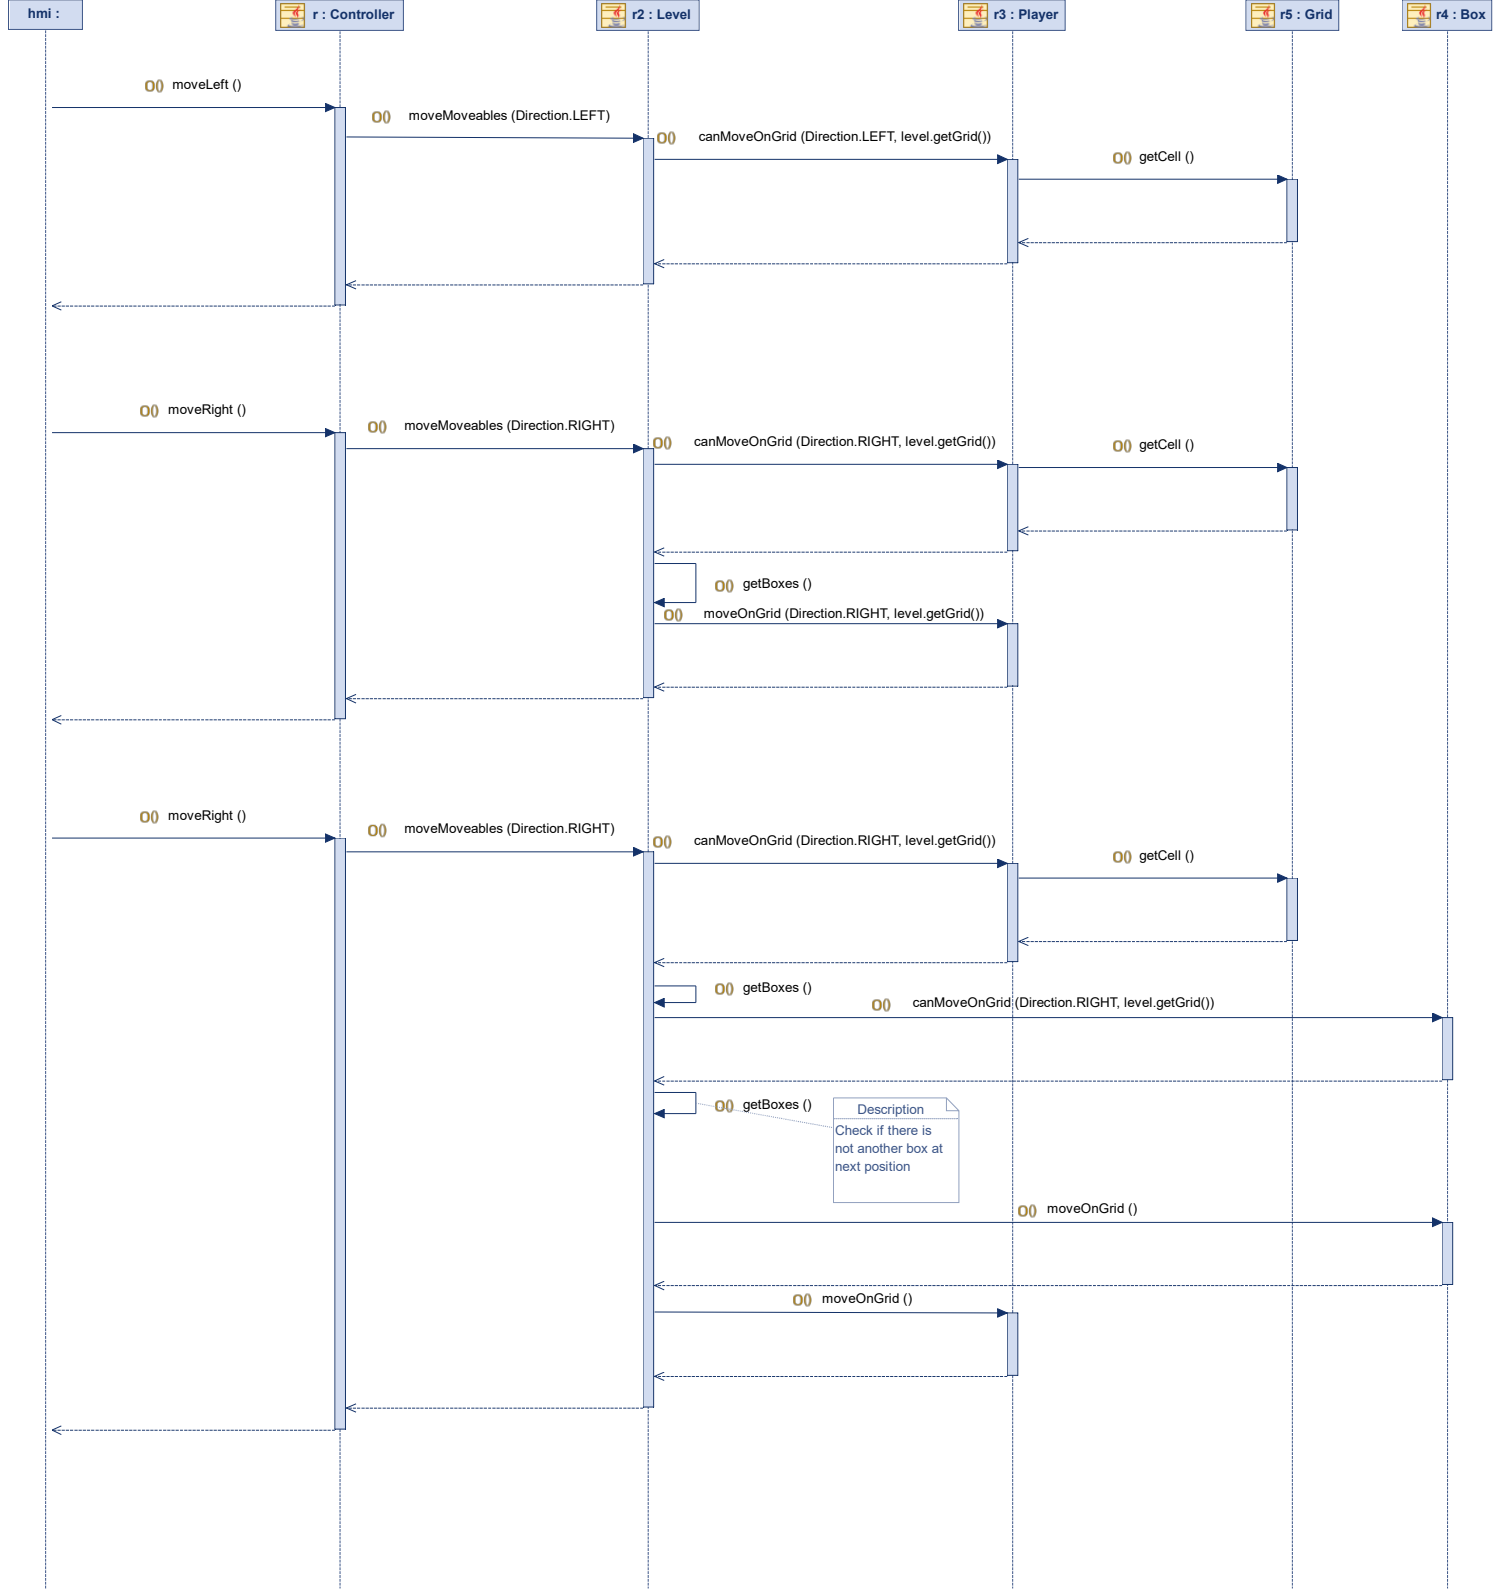 hmi :
r : Controller
r2 : Level
r3 : Player
r5 : Grid
r4 : Box
O() moveLeft ()
O() moveMoveables (Direction.LEFT)
O() canMoveOnGrid (Direction.LEFT, level.getGrid())
O() getCell ()
O() moveRight ()
O() moveMoveables (Direction.RIGHT)
O() canMoveOnGrid (Direction.RIGHT, level.getGrid())
O() getCell ()
O() getBoxes ()
O() moveOnGrid (Direction.RIGHT, level.getGrid())
O() moveRight ()
O() moveMoveables (Direction.RIGHT)
O() canMoveOnGrid (Direction.RIGHT, level.getGrid())
O() getCell ()
O() getBoxes ()
O() canMoveOnGrid (Direction.RIGHT, level.getGrid())
O() getBoxes ()
Description
Check if there is
not another box at
next position
O() moveOnGrid ()
O() moveOnGrid ()